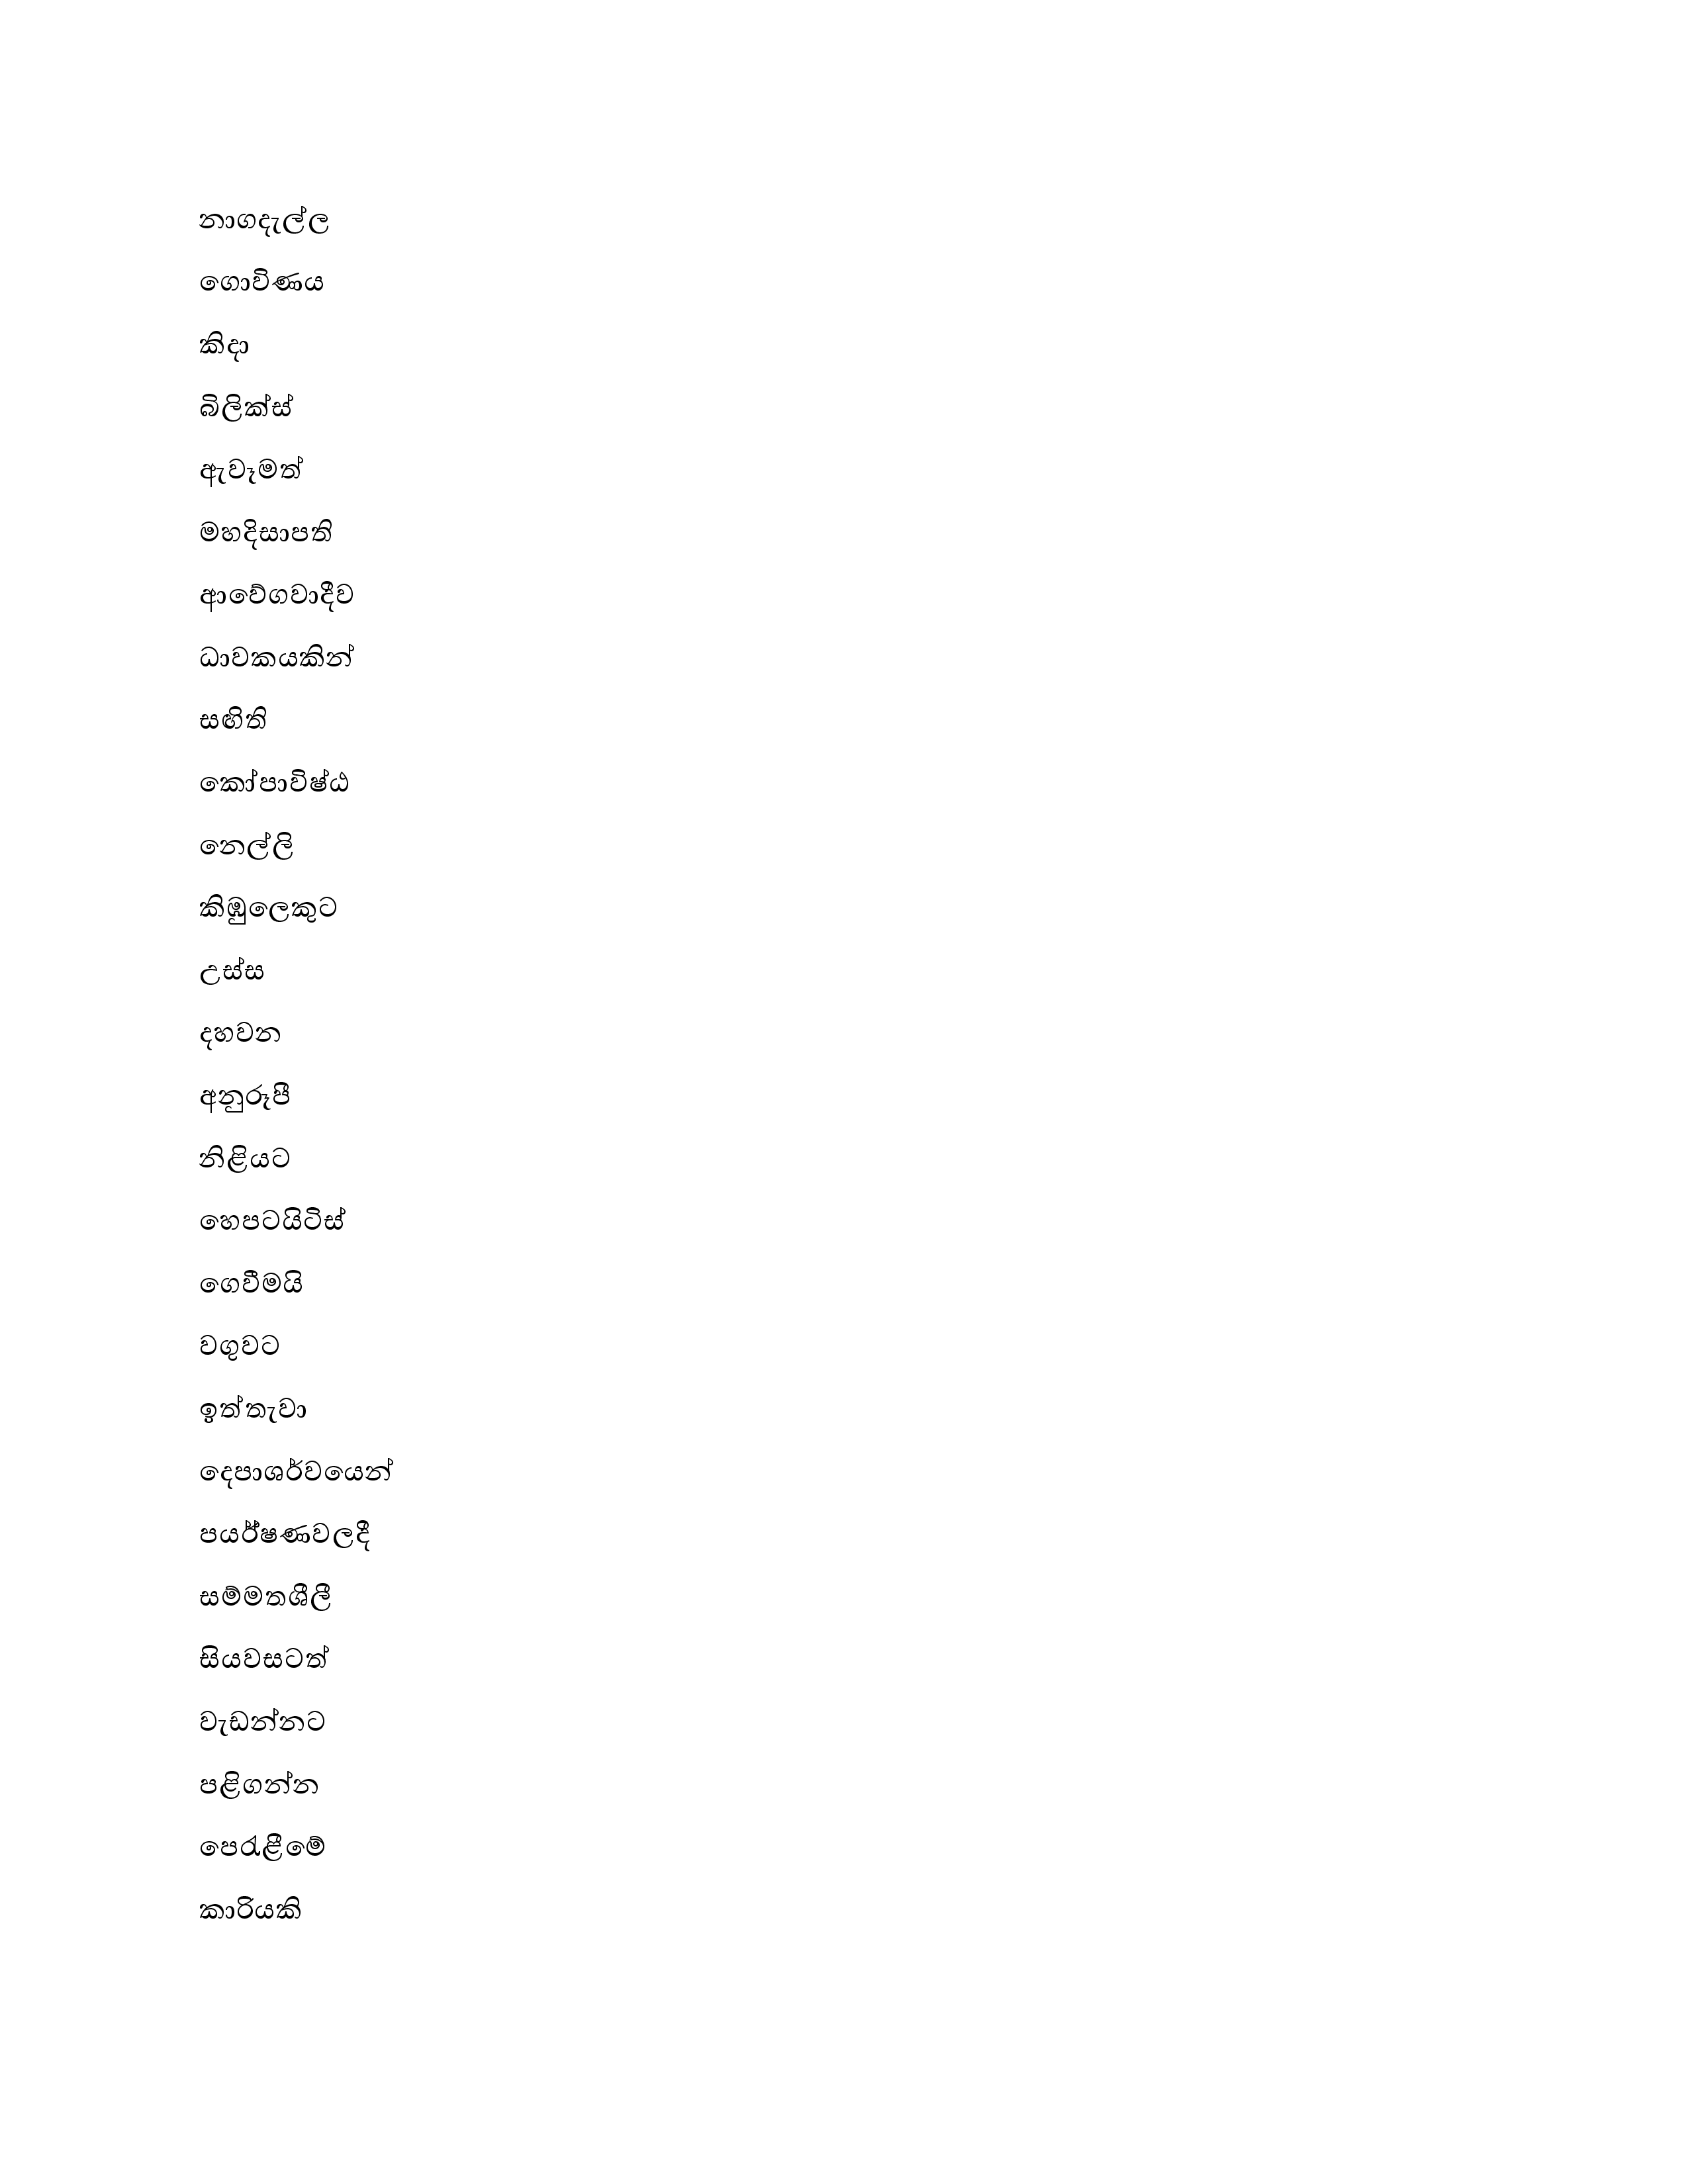 නාගදැල්ල
ගොවිණය
කිදා
බිලික්ස්
ඇවෑමත්
මහදිසාපති
ආවේගවාදීව
ධාවකයකින්
සඟිති
කෝපාවිෂ්ඨ
නෙල්ලි
කිඹුලෙකුට
උස්ස
දහවන
අනුරූපී
නිළියට
හෙපටයිටිස්
ගෙවීමයි
වගුවට
ඉත්තැවා
දෙපාශර්වයෙන්
පයර්ෂණවලදී
සම්මතශීලී
සියවසටත්
වැඩන්නට
පළිගන්න
පෙරැළීමේ
කාරියකි